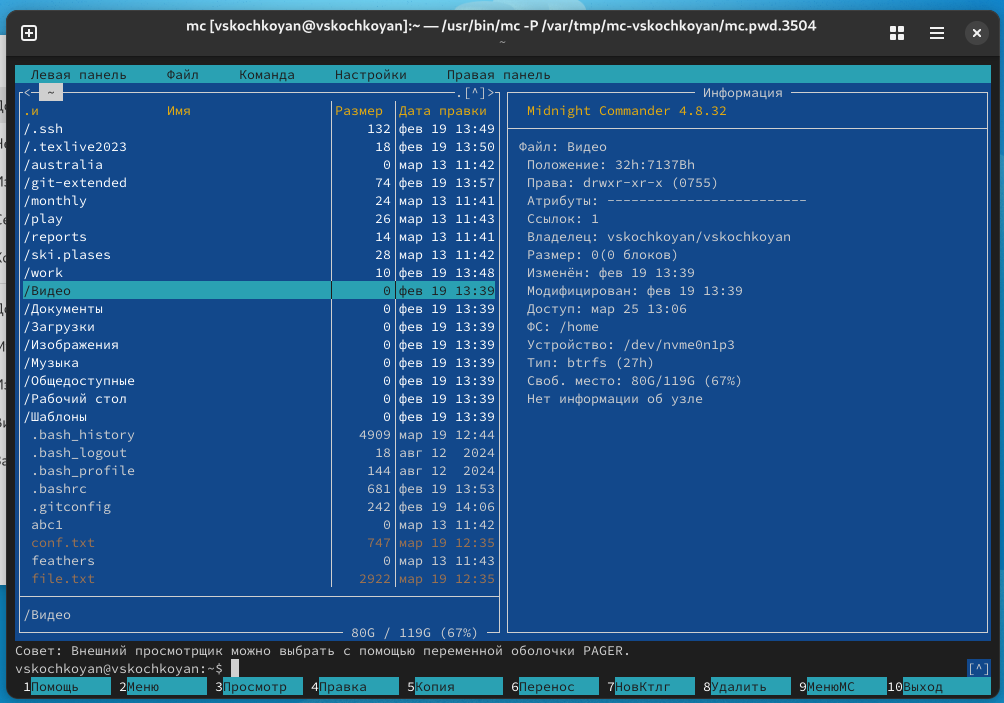 mc [vskochkoyan@vskochkoyan]:~ — /usr/bin/mc -P /var/tmp/mc-vskochkoyan/mc.pwd.3504
~
Левая панель Файл Команда Настройки Правая панель
<— ~ .[^]>
.и Имя Размер Дата правки
/.ssh 132 фев 19 13:49
/.texlive2023 18 фев 19 13:50
/australia 0 мар 13 11:42
/git-extended 74 фев 19 13:57
/monthly 24 мар 13 11:41
/play 26 мар 13 11:43
/reports 14 мар 13 11:41
/ski.plases 28 мар 13 11:42
/work 10 фев 19 13:48
/Видео 0 фев 19 13:39
/Документы 0 фев 19 13:39
/Загрузки 0 фев 19 13:39
/Изображения 0 фев 19 13:39
/Музыка 0 фев 19 13:39
/Общедоступные 0 фев 19 13:39
/Рабочий стол 0 фев 19 13:39
/Шаблоны 0 фев 19 13:39
.bash_history 4909 мар 19 12:44
.bash_logout 18 авг 12 2024
.bash_profile 144 авг 12 2024
.bashrc 681 фев 19 13:53
.gitconfig 242 фев 19 14:06
abc1 0 мар 13 11:42
conf.txt 747 мар 19 12:35
feathers 0 мар 13 11:43
file.txt 2922 мар 19 12:35
/Видео
80G / 119G (67%)
Информация
Midnight Commander 4.8.32
Файл: Видео
Положение: 32h:7137Bh
Права: drwxr-xr-x (0755)
Атрибуты: -------------------------
Ссылок: 1
Владелец: vskochkoyan/vskochkoyan
Размер: 0(0 блоков)
Изменён: фев 19 13:39
Модифицирован: фев 19 13:39
Доступ: мар 25 13:06
ФС: /home
Устройство: /dev/nvme0n1p3
Тип: btrfs (27h)
Своб. место: 80G/119G (67%)
Нет информации об узле
Совет: Внешний просмотрщик можно выбрать с помощью переменной оболочки PAGER.
vskochkoyan@vskochkoyan:~$ [^]
1Помощь 2Меню 3Просмотр 4Правка 5Копия 6Перенос 7НовКтлг 8Удалить 9МенюМС 10Выход